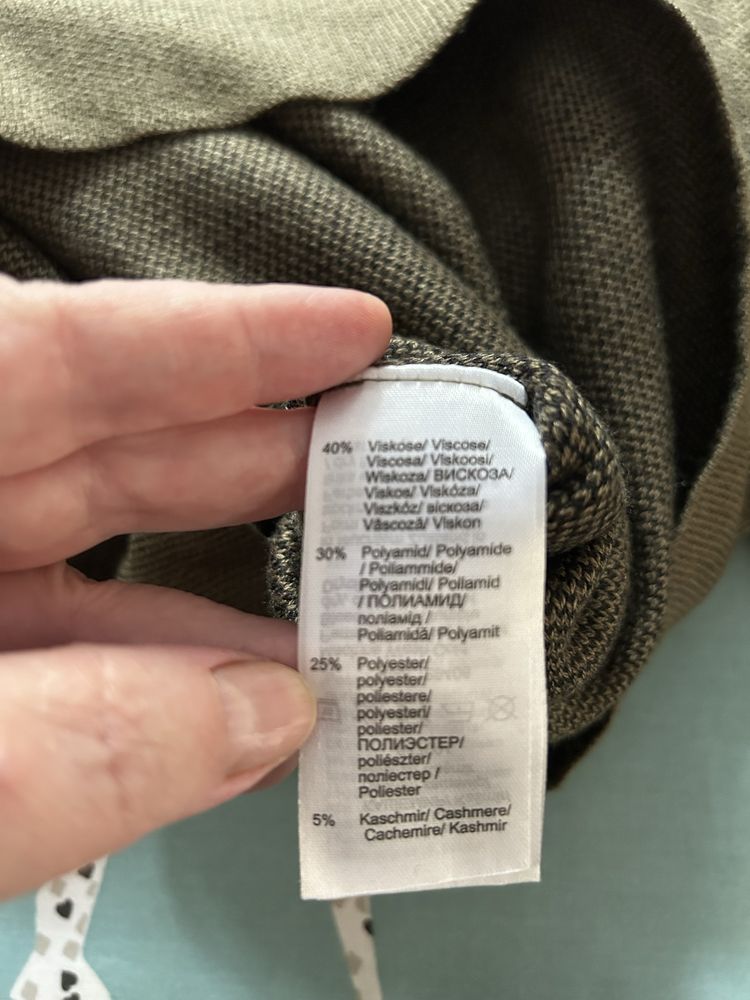 40% Viskose/ Viscose/
Viscosa/ Viskoosi/
Wiskoza/ ВИСКОЗА/
Viskos/ Viskóza/
Viszkóz/ віскоза/
Vâscoză/ Viskon
30% Polyamid/ Polyamide
/ Poliammide/
Polyamidi/ Poliamid
/ ПОЛИАМИД/
поліамід /
Poliamidă/ Polyamit
25% Polyester/
polyester/
poliestere/
polyesteri/
poliester/
ПОЛИЭСТЕР/
poliészter/
поліестер /
Poliester
5% Kaschmir/ Cashmere/
Cachemire/ Kashmir